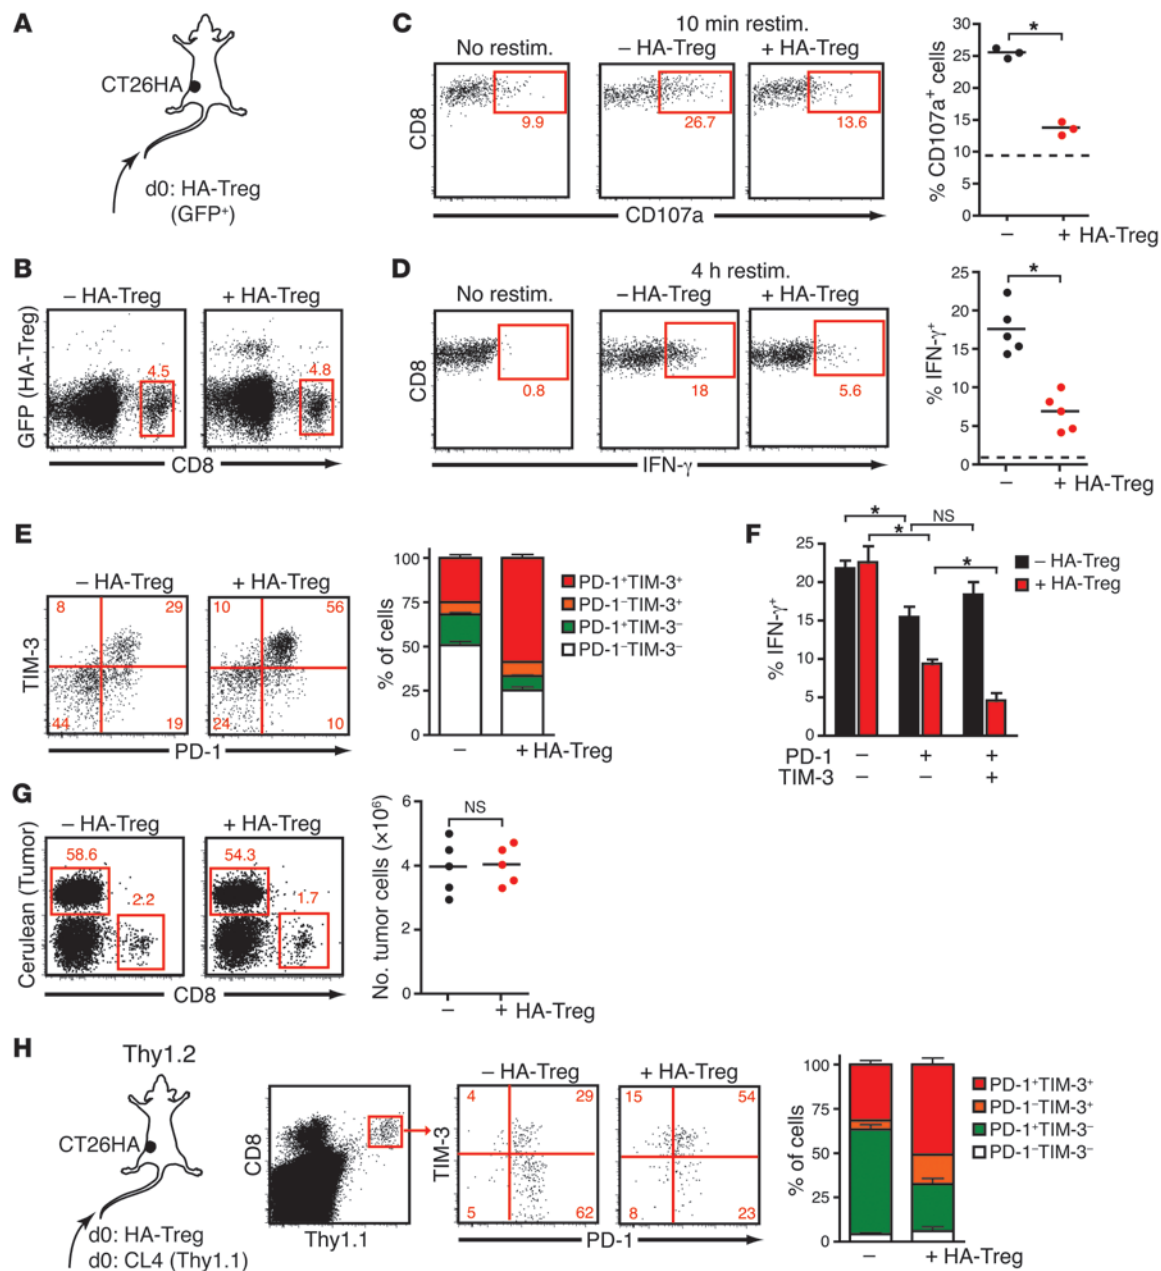 A
CT26HA
d0: HA-Treg
(GFP⁺)
B
– HA-Treg
+ HA-Treg
GFP (HA-Treg)
4.5
4.8
CD8
C
10 min restim.
No restim.
– HA-Treg
+ HA-Treg
CD8
9.9
26.7
13.6
CD107a
% CD107a⁺ cells
30
25
20
15
10
5
0
*
– + HA-Treg
D
4 h restim.
No restim.
– HA-Treg
+ HA-Treg
CD8
0.8
18
5.6
IFN-γ
% IFN-γ⁺
25
20
15
10
5
0
*
– + HA-Treg
E
– HA-Treg
+ HA-Treg
TIM-3
8 29
44 19
10 56
24 10
PD-1
% of cells
100
75
50
25
0
– + HA-Treg
PD-1⁺TIM-3⁺
PD-1⁻TIM-3⁺
PD-1⁺TIM-3⁻
PD-1⁻TIM-3⁻
F
% IFN-γ⁺
25
20
15
10
5
0
* NS
*
*
– HA-Treg
+ HA-Treg
PD-1 – + +
TIM-3 – – +
G
– HA-Treg
+ HA-Treg
Cerulean (Tumor)
58.6
2.2
54.3
1.7
CD8
No. tumor cells (×10⁶)
6
4
2
0
NS
– + HA-Treg
H
Thy1.2
CT26HA
d0: HA-Treg
d0: CL4 (Thy1.1)
CD8
Thy1.1
– HA-Treg
+ HA-Treg
TIM-3
4 29
5 62
15 54
8 23
PD-1
% of cells
100
75
50
25
0
– + HA-Treg
PD-1⁺TIM-3⁺
PD-1⁻TIM-3⁺
PD-1⁺TIM-3⁻
PD-1⁻TIM-3⁻